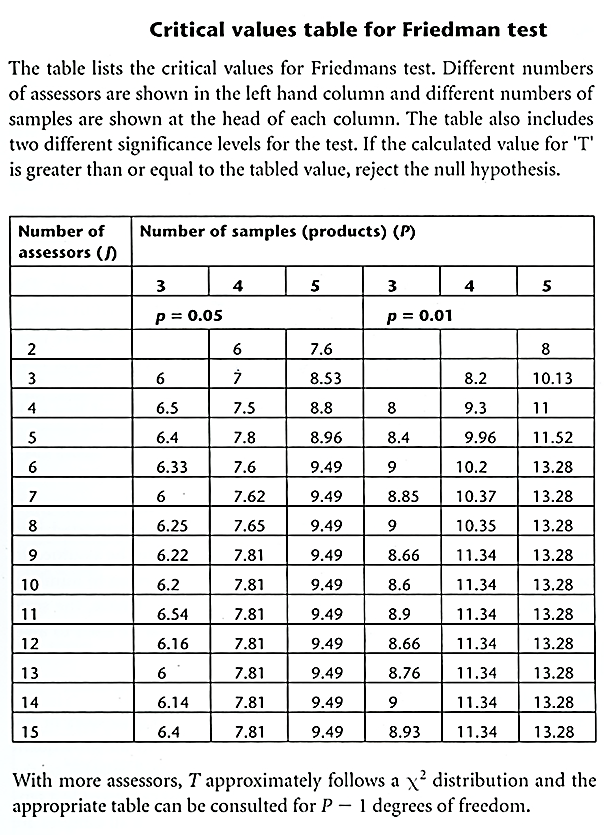 Critical values table for Friedman test
The table lists the critical values for Friedmans test. Different numbers
of assessors are shown in the left hand column and different numbers of
samples are shown at the head of each column. The table also includes
two different significance levels for the test. If the calculated value for 'T'
is greater than or equal to the tabled value, reject the null hypothesis.
Number of assessors (J) Number of samples (products) (P)
3 4 5 3 4 5
p = 0.05 p = 0.01
2 6 7.6 8
3 6 7 8.53 8.2 10.13
4 6.5 7.5 8.8 8 9.3 11
5 6.4 7.8 8.96 8.4 9.96 11.52
6 6.33 7.6 9.49 9 10.2 13.28
7 6 7.62 9.49 8.85 10.37 13.28
8 6.25 7.65 9.49 9 10.35 13.28
9 6.22 7.81 9.49 8.66 11.34 13.28
10 6.2 7.81 9.49 8.6 11.34 13.28
11 6.54 7.81 9.49 8.9 11.34 13.28
12 6.16 7.81 9.49 8.66 11.34 13.28
13 6 7.81 9.49 8.76 11.34 13.28
14 6.14 7.81 9.49 9 11.34 13.28
15 6.4 7.81 9.49 8.93 11.34 13.28
With more assessors, T approximately follows a χ² distribution and the
appropriate table can be consulted for P − 1 degrees of freedom.